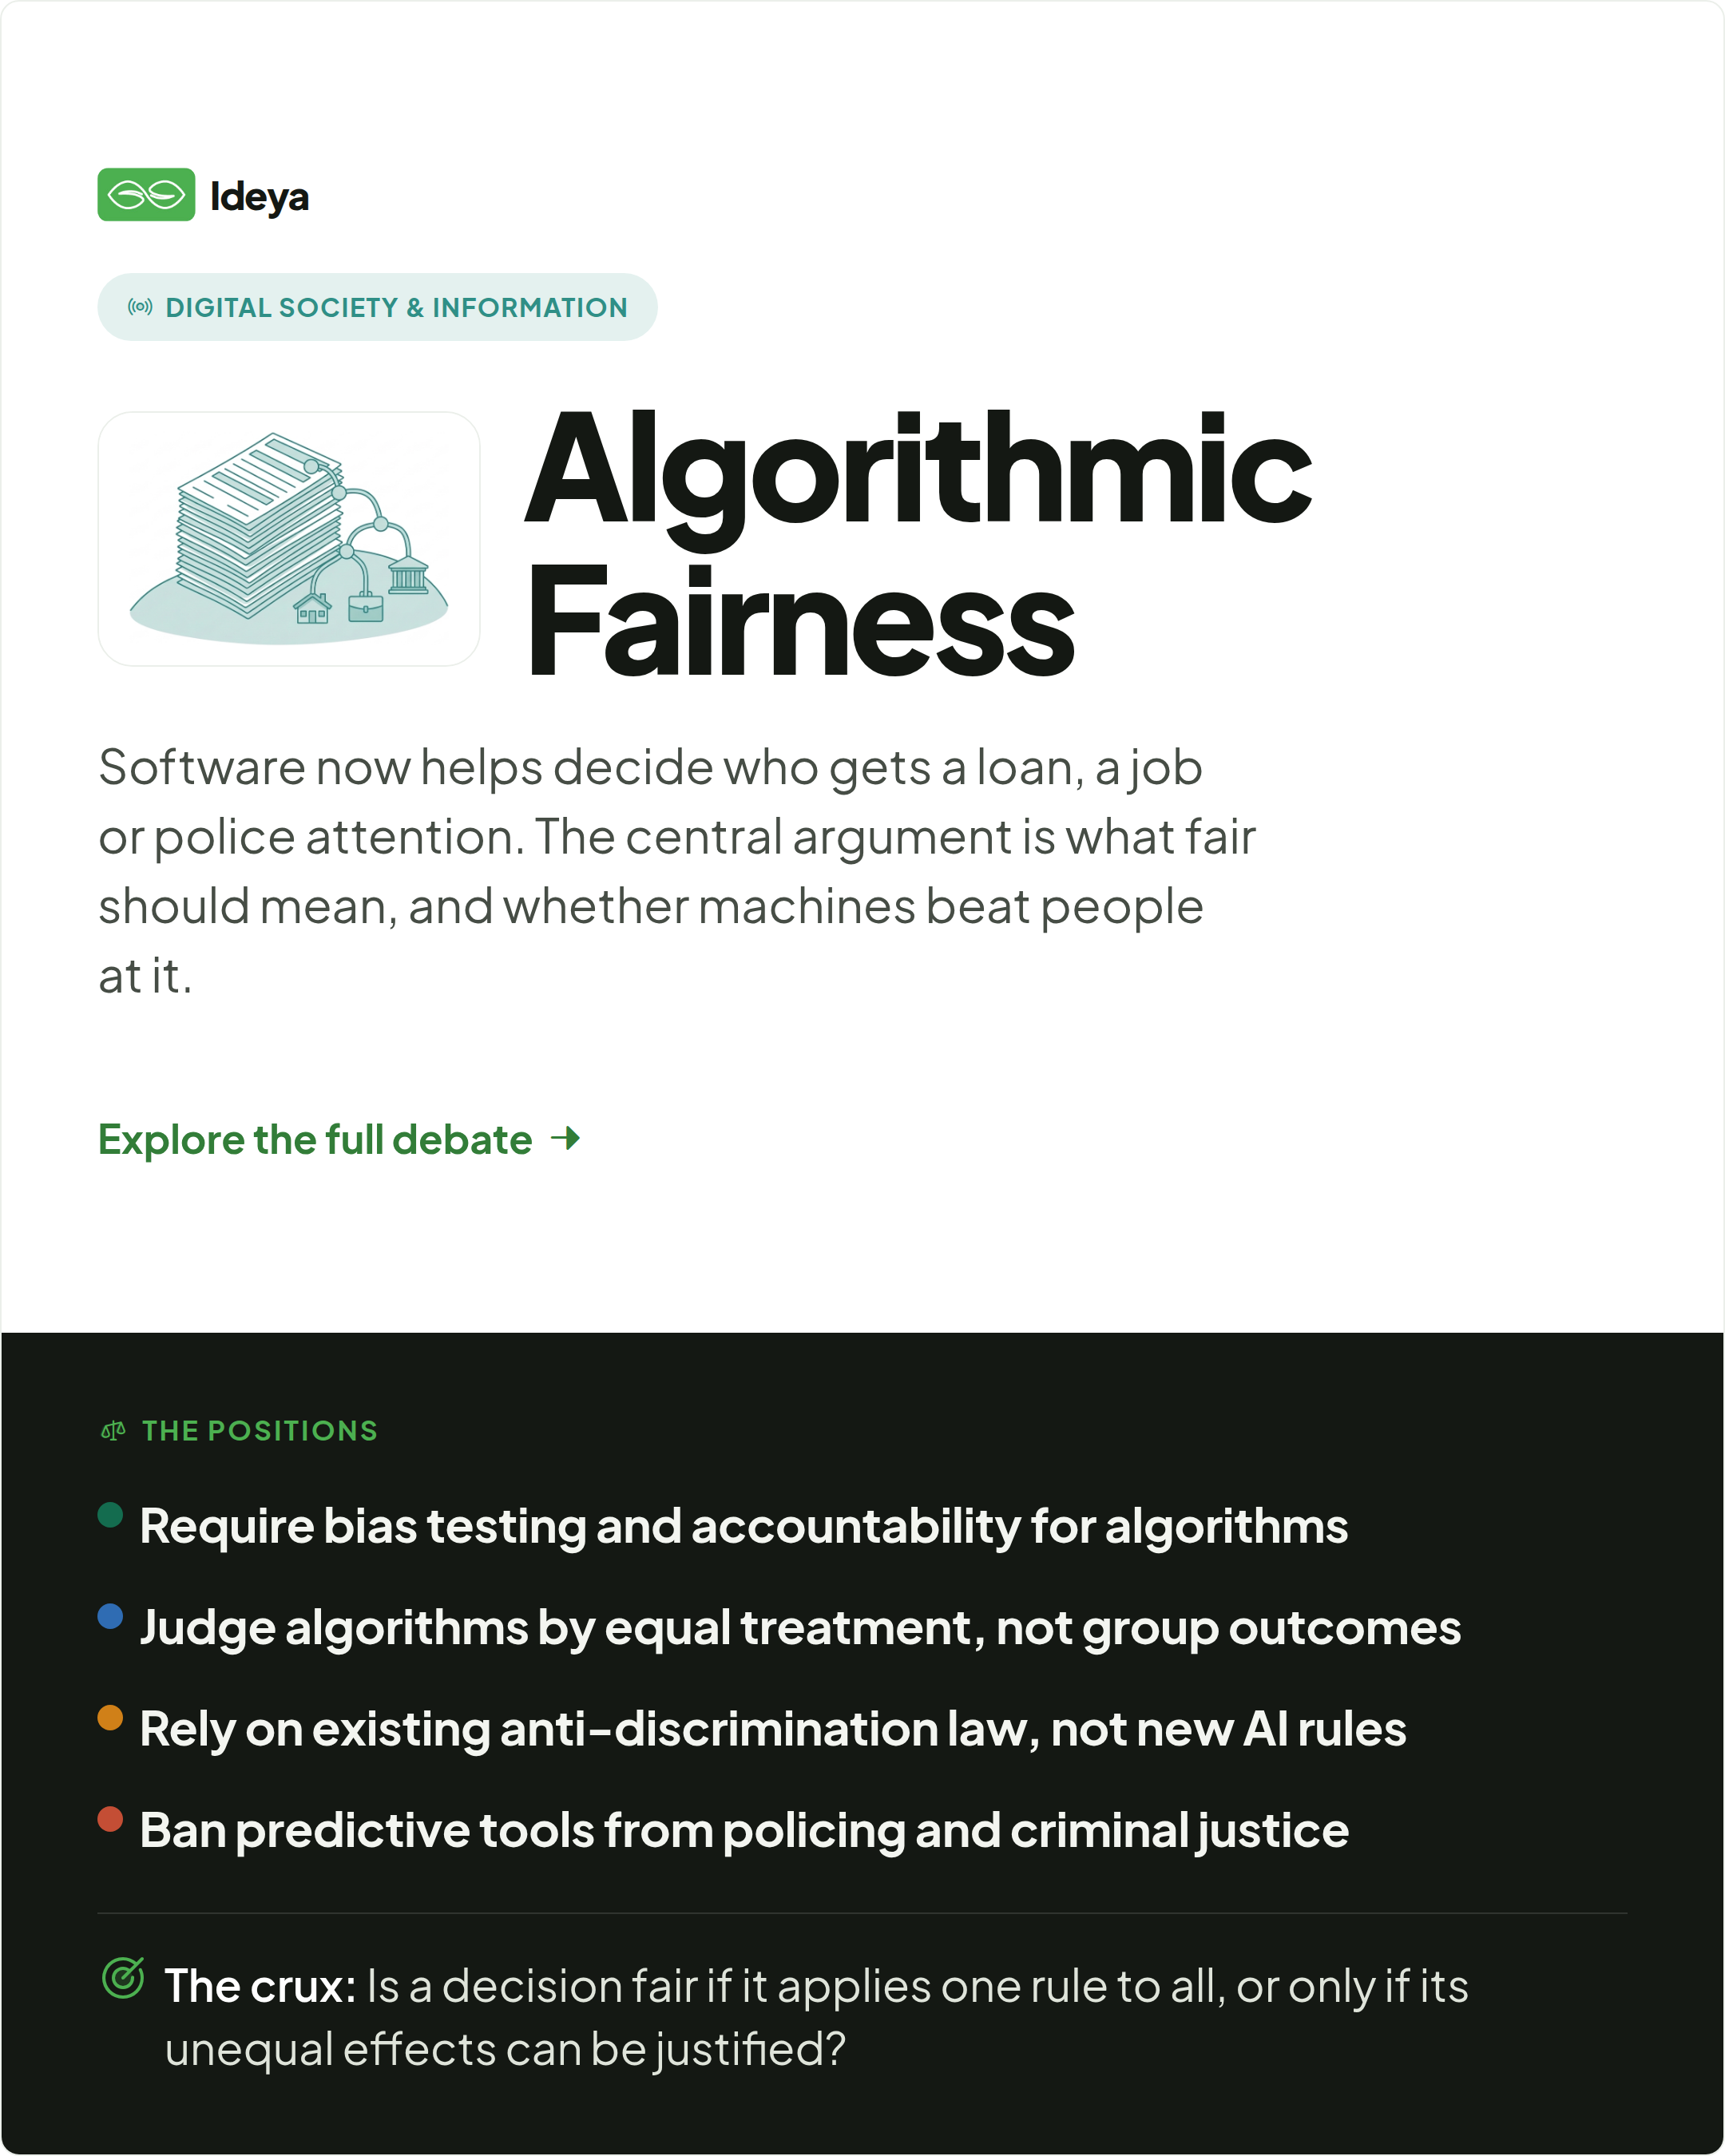 Ideya
DIGITAL SOCIETY & INFORMATION
Algorithmic
Fairness
Software now helps decide who gets a loan, a job
or police attention. The central argument is what fair
should mean, and whether machines beat people
at it.
Explore the full debate
THE POSITIONS
Require bias testing and accountability for algorithms
Judge algorithms by equal treatment, not group outcomes
Rely on existing anti-discrimination law, not new AI rules
Ban predictive tools from policing and criminal justice
The crux: Is a decision fair if it applies one rule to all, or only if its
unequal effects can be justified?